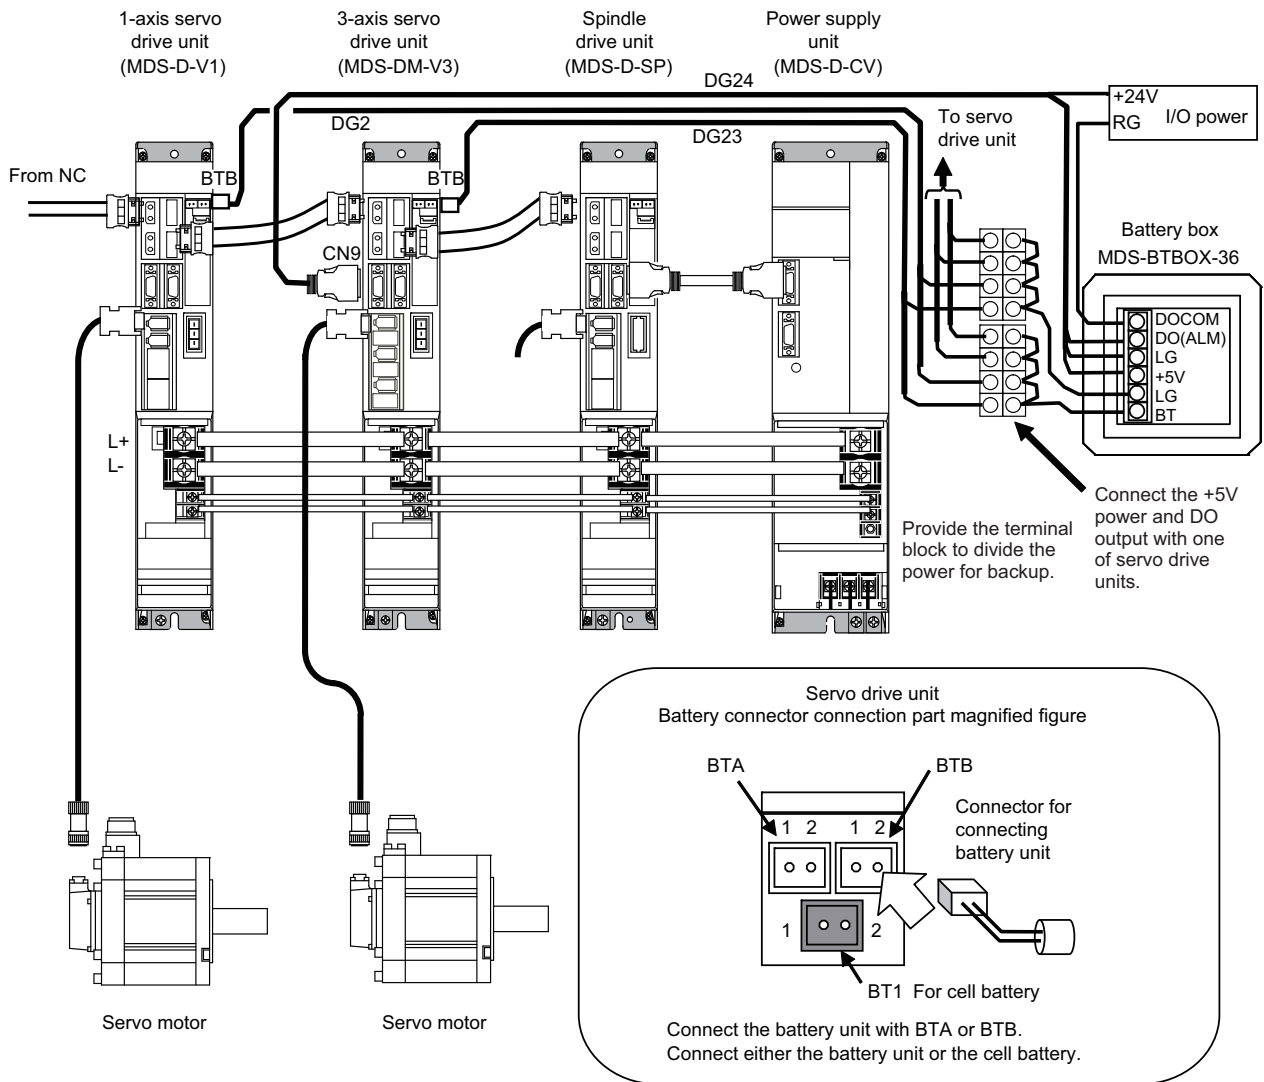 1-axis servo
drive unit
(MDS-D-V1)
3-axis servo
drive unit
(MDS-DM-V3)
Spindle
drive unit
(MDS-D-SP)
Power supply
unit
(MDS-D-CV)
DG24
+24V
RG
I/O power
DG2
DG23
To servo
drive unit
From NC
BTB
BTB
CN9
Battery box
MDS-BTBOX-36
DOCOM
DO(ALM)
LG
+5V
LG
BT
L+
L-
Provide the terminal
block to divide the
power for backup.
Connect the +5V
power and DO
output with one
of servo drive
units.
Servo motor
Servo motor
Servo drive unit
Battery connector connection part magnified figure
BTA
BTB
1 2
1 2
Connector for
connecting
battery unit
1
2
BT1 For cell battery
Connect the battery unit with BTA or BTB.
Connect either the battery unit or the cell battery.